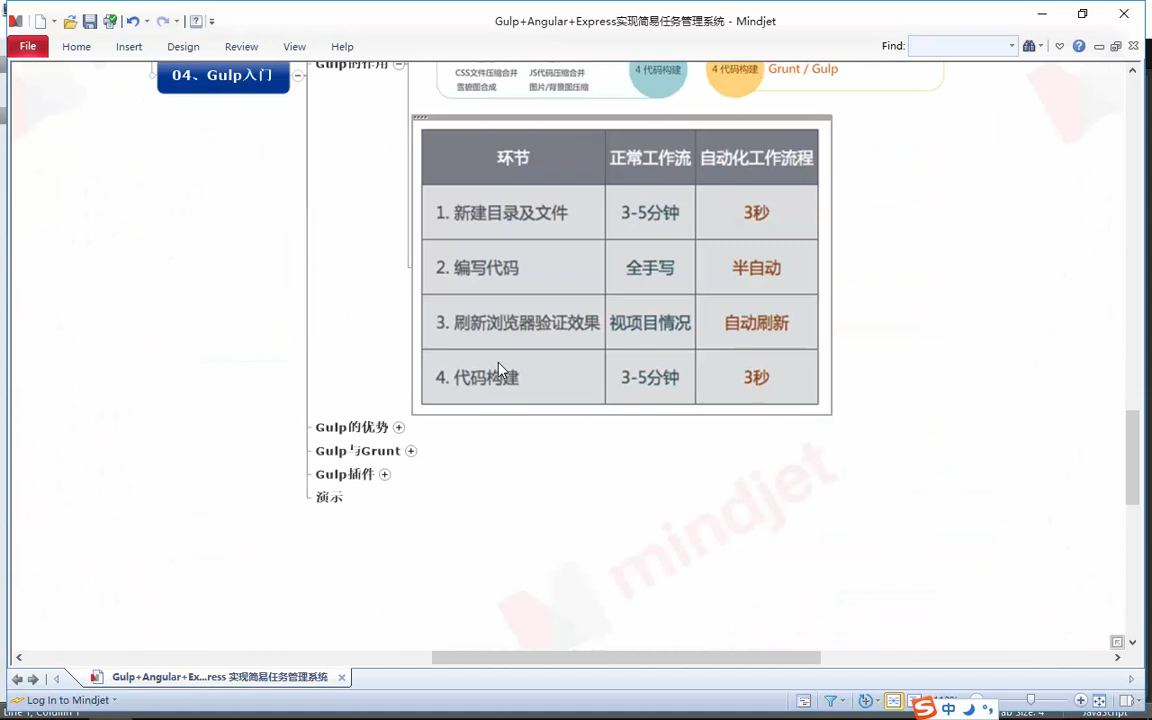 Gulp+Angular+Express实现简易任务管理系统 - Mindjet
File Home Insert Design Review View Help Find:
04、Gulp入门
Gulp的作用
CSS文件压缩合并 JS代码压缩合并
雪碧图合成 图片/背景图压缩
4 代码构建 4 代码构建 Grunt / Gulp
环节 正常工作流 自动化工作流程
1. 新建目录及文件 3-5分钟 3秒
2. 编写代码 全手写 半自动
3. 刷新浏览器验证效果 视项目情况 自动刷新
4. 代码构建 3-5分钟 3秒
Gulp的优势
Gulp与Grunt
Gulp插件
演示
mindjet
Gulp+Angular+Ex...ress 实现简易任务管理系统
Log In to Mindjet
中